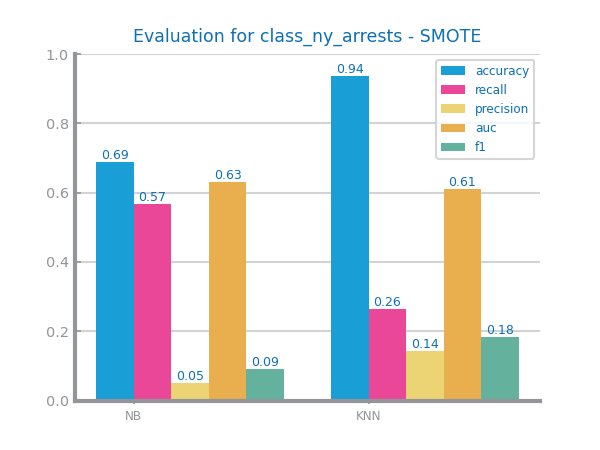 Evaluation for class_ny_arrests - SMOTE
1.0
0.8
0.6
0.4
0.2
0.0
0.69
0.57
0.05
0.63
0.09
0.94
0.26
0.14
0.61
0.18
accuracy
recall
precision
auc
f1
NB
KNN